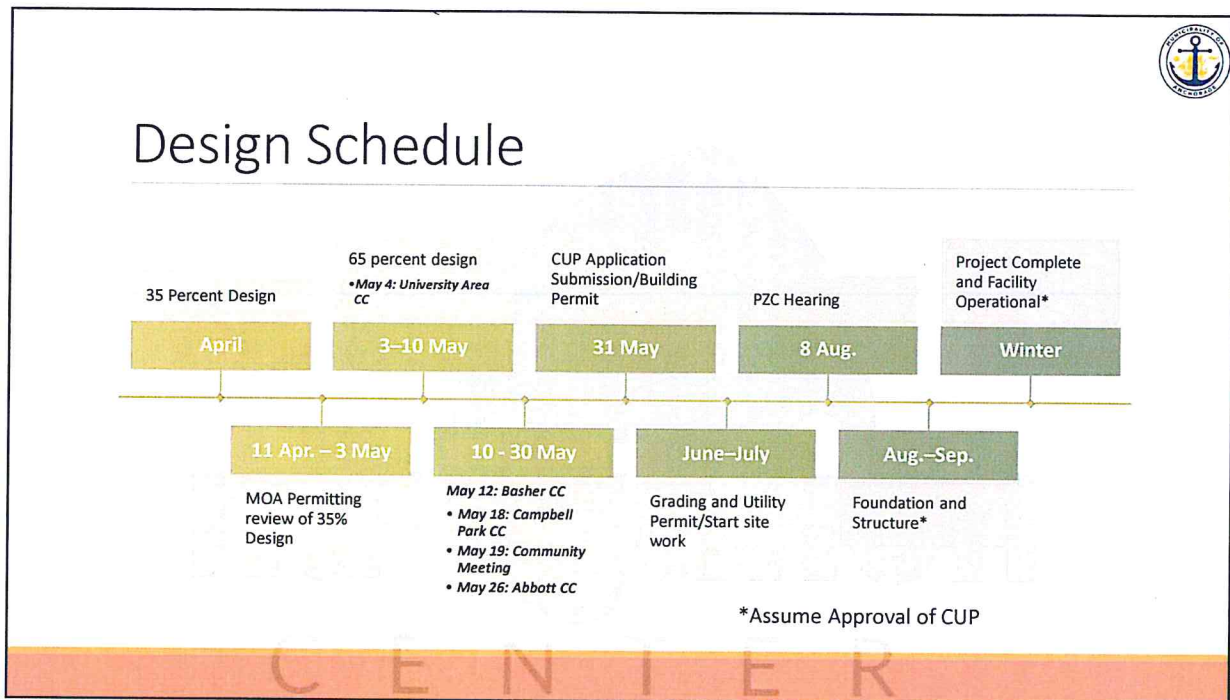 MUNICIPALITY OF
ANCHORAGE
Design Schedule
35 Percent Design
April
65 percent design
•May 4: University Area
CC
3–10 May
CUP Application
Submission/Building
Permit
31 May
PZC Hearing
8 Aug.
Project Complete
and Facility
Operational*
Winter
11 Apr. – 3 May
MOA Permitting
review of 35%
Design
10 - 30 May
May 12: Basher CC
• May 18: Campbell
Park CC
• May 19: Community
Meeting
• May 26: Abbott CC
June–July
Grading and Utility
Permit/Start site
work
Aug.–Sep.
Foundation and
Structure*
*Assume Approval of CUP
CENTER